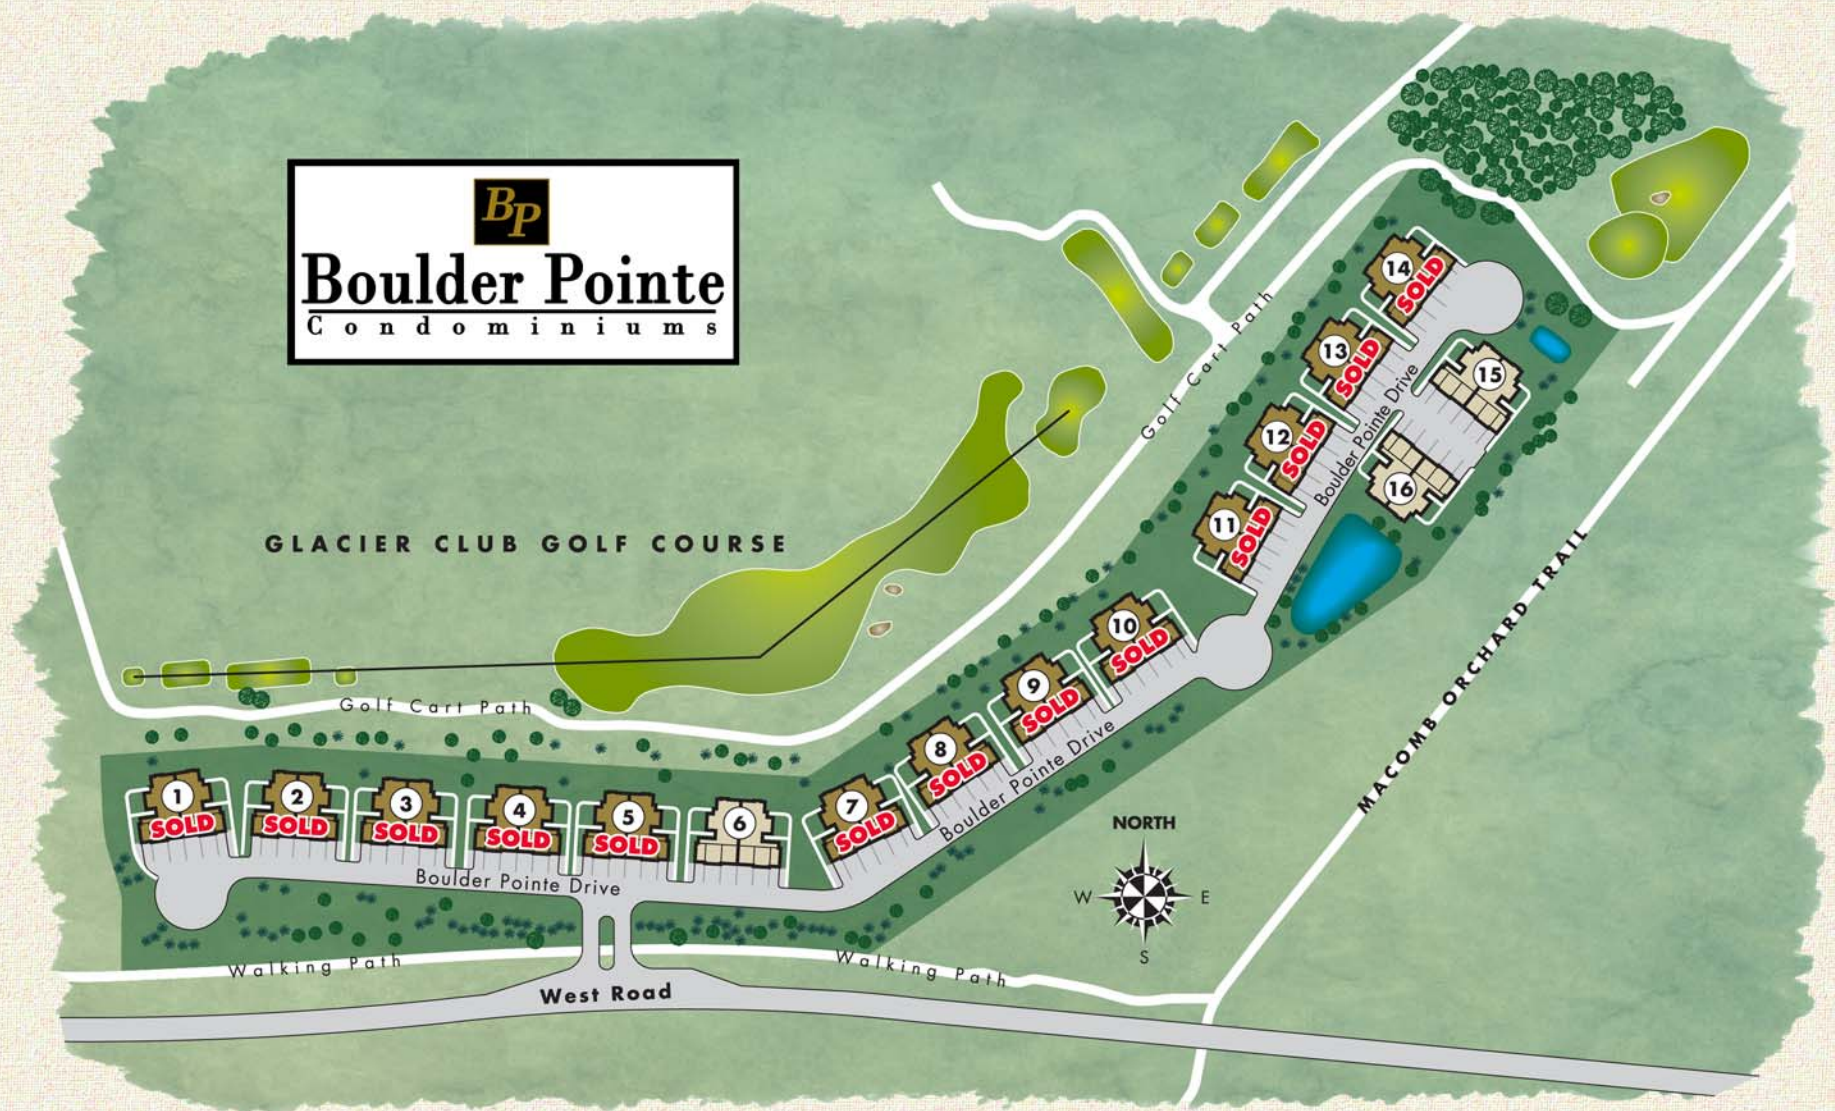 BP
Boulder Pointe
Condominiums
GLACIER CLUB GOLF COURSE
Golf Cart Path
Golf Cart Path
14
SOLD
13
SOLD
15
12
SOLD
Boulder Pointe Drive
16
11
SOLD
10
SOLD
9
SOLD
8
SOLD
7
SOLD
Boulder Pointe Drive
1
SOLD
2
SOLD
3
SOLD
4
SOLD
5
SOLD
6
Boulder Pointe Drive
MACOMB ORCHARD TRAIL
NORTH
W
E
S
Walking Path
Walking Path
West Road